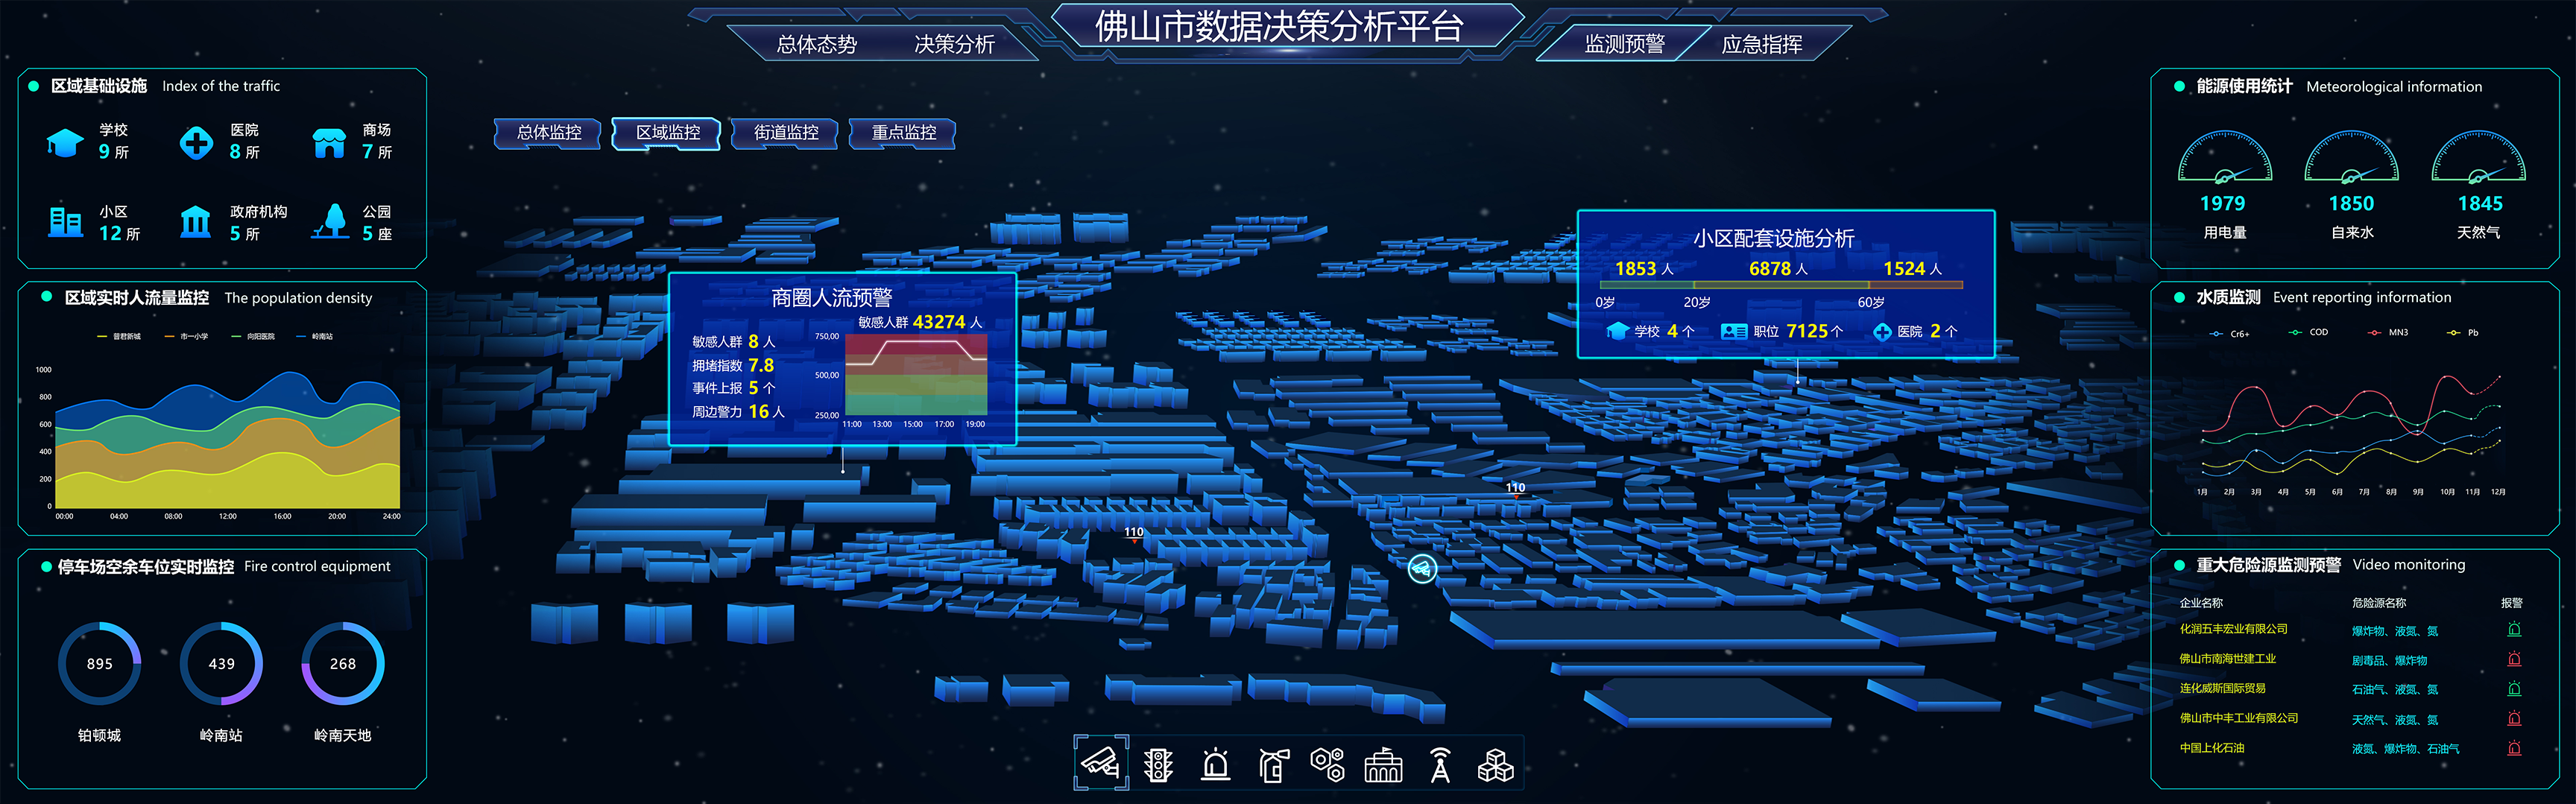 佛山市数据决策分析平台
总体态势
决策分析
监测预警
应急指挥
总体监控
区域监控
街道监控
重点监控
区域基础设施 Index of the traffic
学校
9 所
医院
8 所
商场
7 所
小区
12 所
政府机构
5 所
公园
5 座
区域实时人流量监控 The population density
普君新城
市一小学
向阳医院
岭南站
1000
800
600
400
200
0
00:00 04:00 08:00 12:00 16:00 20:00 24:00
停车场空余车位实时监控 Fire control equipment
895
439
268
铂顿城
岭南站
岭南天地
商圈人流预警
敏感人群 43274 人
敏感人群 8 人
拥堵指数 7.8
事件上报 5 个
周边警力 16 人
750,00
500,00
250,00
11:00 13:00 15:00 17:00 19:00
小区配套设施分析
1853 人
6878 人
1524 人
0岁
20岁
60岁
学校 4 个
职位 7125 个
医院 2 个
110
110
能源使用统计 Meteorological information
1979
1850
1845
用电量
自来水
天然气
水质监测 Event reporting information
Cr6+
COD
MN3
Pb
1月 2月 3月 4月 5月 6月 7月 8月 9月 10月 11月 12月
重大危险源监测预警 Video monitoring
企业名称 危险源名称 报警
化润五丰宏业有限公司 爆炸物、液氮、氮
佛山市南海世建工业 剧毒品、爆炸物
连化威斯国际贸易 石油气、液氮、氮
佛山市中丰工业有限公司 天然气、液氮、氮
中国上化石油 液氮、爆炸物、石油气